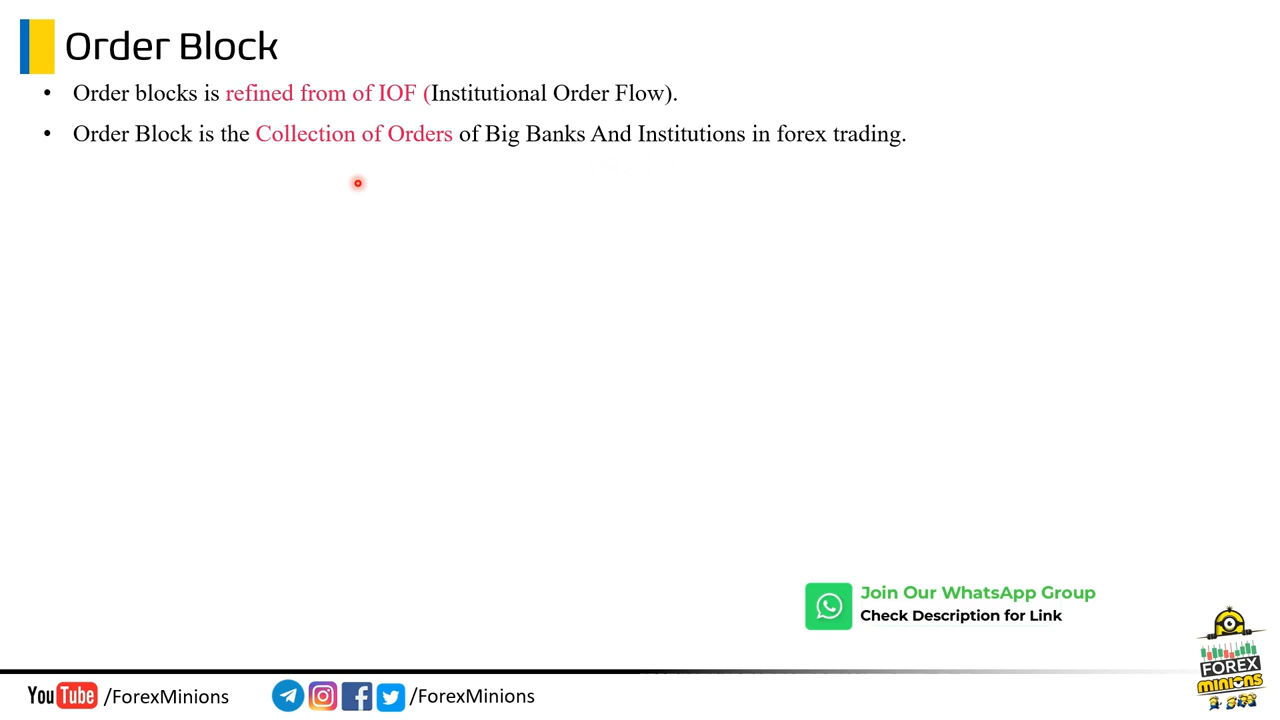 Order Block
• Order blocks is refined from of IOF (Institutional Order Flow).
• Order Block is the Collection of Orders of Big Banks And Institutions in forex trading.
Join Our WhatsApp Group
Check Description for Link
FOREX
minions
YouTube /ForexMinions
/ForexMinions